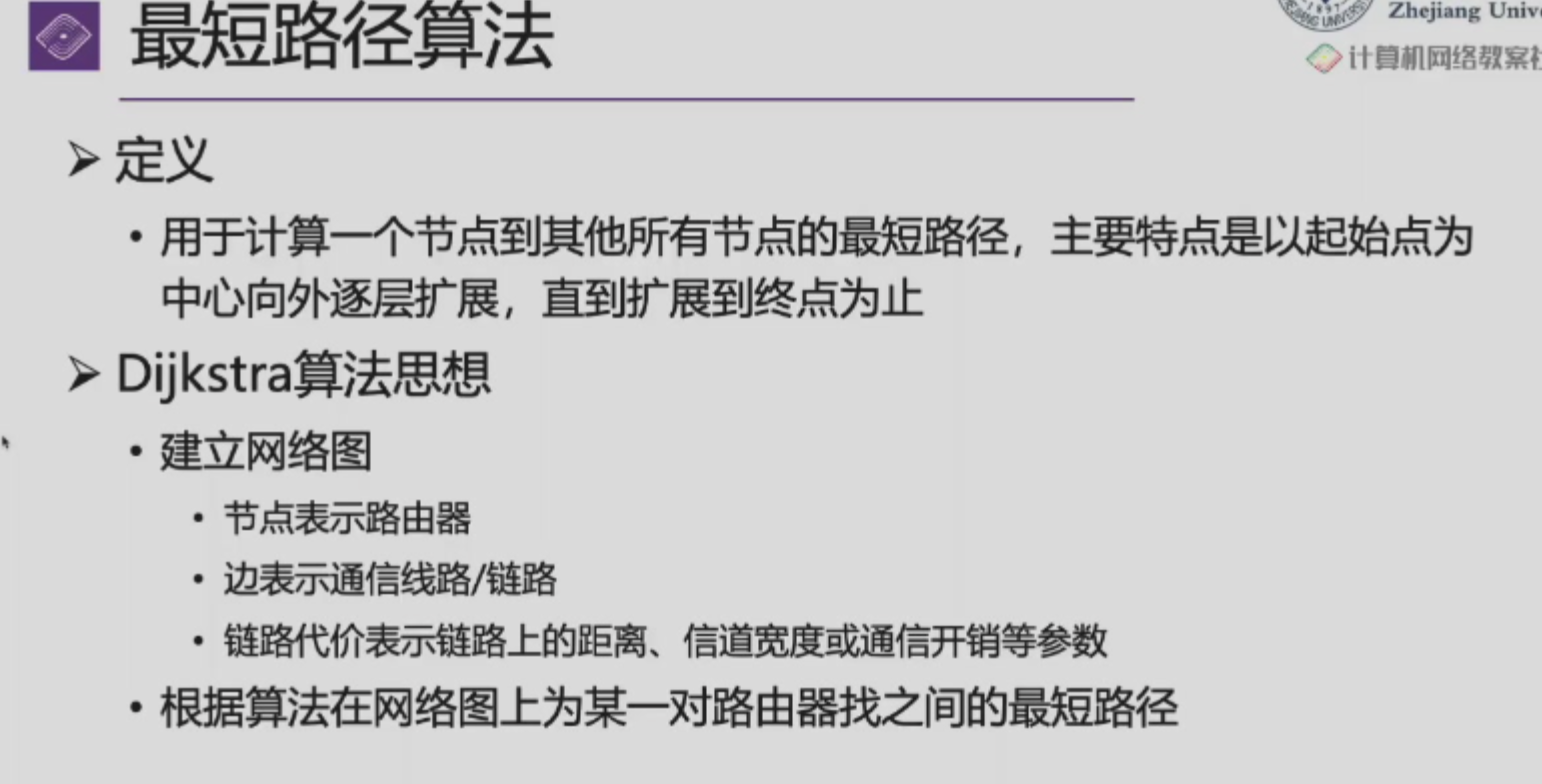 最短路径算法
Zhejiang
计算机网络教案
➢ 定义
• 用于计算一个节点到其他所有节点的最短路径，主要特点是以起始点为
中心向外逐层扩展，直到扩展到终点为止
➢ Dijkstra算法思想
• 建立网络图
• 节点表示路由器
• 边表示通信线路/链路
• 链路代价表示链路上的距离、信道宽度或通信开销等参数
• 根据算法在网络图上为某一对路由器找之间的最短路径